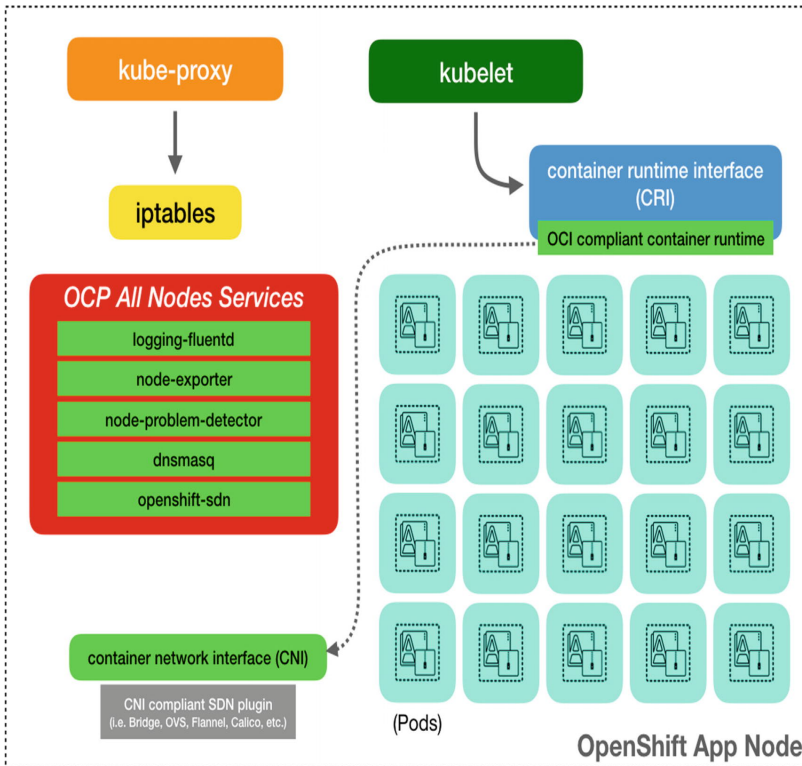 kube-proxy
kubelet
iptables
container runtime interface
(CRI)
OCI compliant container runtime
OCP All Nodes Services
logging-fluentd
node-exporter
node-problem-detector
dnsmasq
openshift-sdn
container network interface (CNI)
CNI compliant SDN plugin
(i.e. Bridge, OVS, Flannel, Calico, etc.)
(Pods)
OpenShift App Node